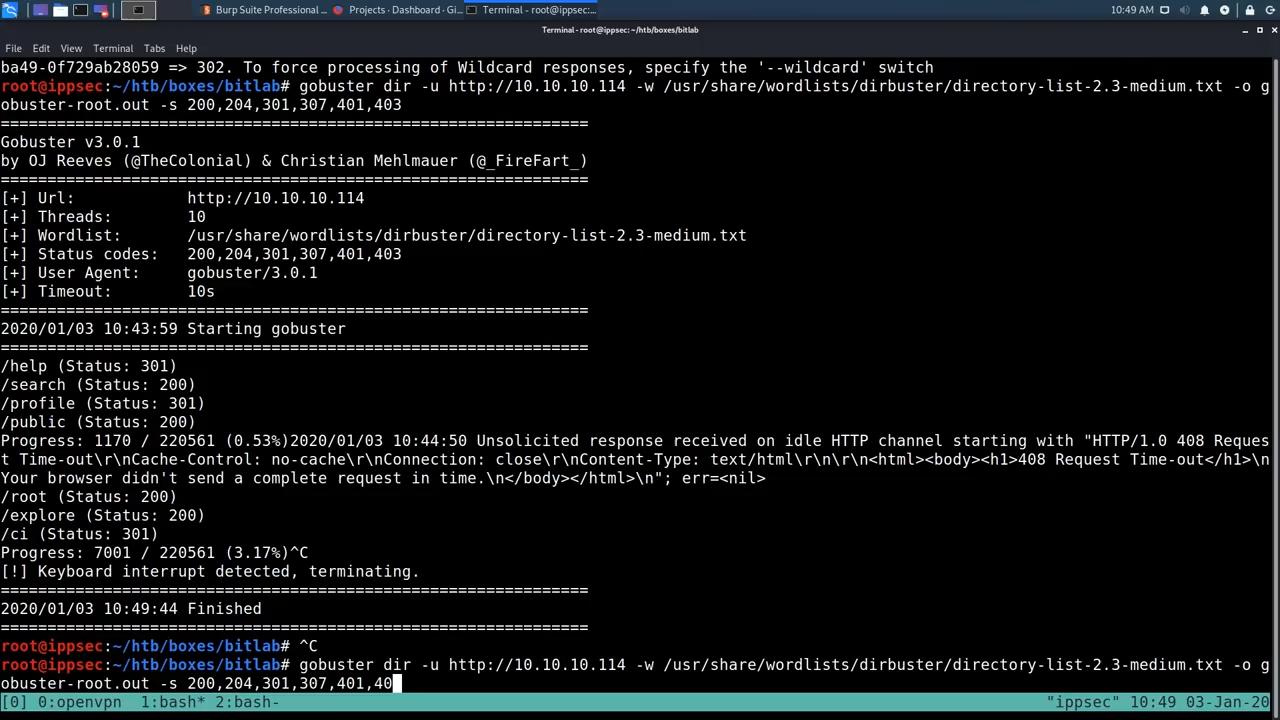 Burp Suite Professional ...
Projects · Dashboard · Gi...
Terminal - root@ippsec:~...
10:49 AM
Terminal - root@ippsec: ~/htb/boxes/bitlab
File Edit View Terminal Tabs Help
ba49-0f729ab28059 => 302. To force processing of Wildcard responses, specify the '--wildcard' switch
root@ippsec:~/htb/boxes/bitlab# gobuster dir -u http://10.10.10.114 -w /usr/share/wordlists/dirbuster/directory-list-2.3-medium.txt -o g
obuster-root.out -s 200,204,301,307,401,403
===============================================================
Gobuster v3.0.1
by OJ Reeves (@TheColonial) & Christian Mehlmauer (@_FireFart_)
===============================================================
[+] Url:            http://10.10.10.114
[+] Threads:        10
[+] Wordlist:       /usr/share/wordlists/dirbuster/directory-list-2.3-medium.txt
[+] Status codes:   200,204,301,307,401,403
[+] User Agent:     gobuster/3.0.1
[+] Timeout:        10s
===============================================================
2020/01/03 10:43:59 Starting gobuster
===============================================================
/help (Status: 301)
/search (Status: 200)
/profile (Status: 301)
/public (Status: 200)
Progress: 1170 / 220561 (0.53%)2020/01/03 10:44:50 Unsolicited response received on idle HTTP channel starting with "HTTP/1.0 408 Reques
t Time-out\r\nCache-Control: no-cache\r\nConnection: close\r\nContent-Type: text/html\r\n\r\n<html><body><h1>408 Request Time-out</h1>\n
Your browser didn't send a complete request in time.\n</body></html>\n"; err=<nil>
/root (Status: 200)
/explore (Status: 200)
/ci (Status: 301)
Progress: 7001 / 220561 (3.17%)^C
[!] Keyboard interrupt detected, terminating.
===============================================================
2020/01/03 10:49:44 Finished
===============================================================
root@ippsec:~/htb/boxes/bitlab# ^C
root@ippsec:~/htb/boxes/bitlab# gobuster dir -u http://10.10.10.114 -w /usr/share/wordlists/dirbuster/directory-list-2.3-medium.txt -o g
obuster-root.out -s 200,204,301,307,401,40
[0] 0:openvpn  1:bash* 2:bash-  "ippsec" 10:49 03-Jan-20